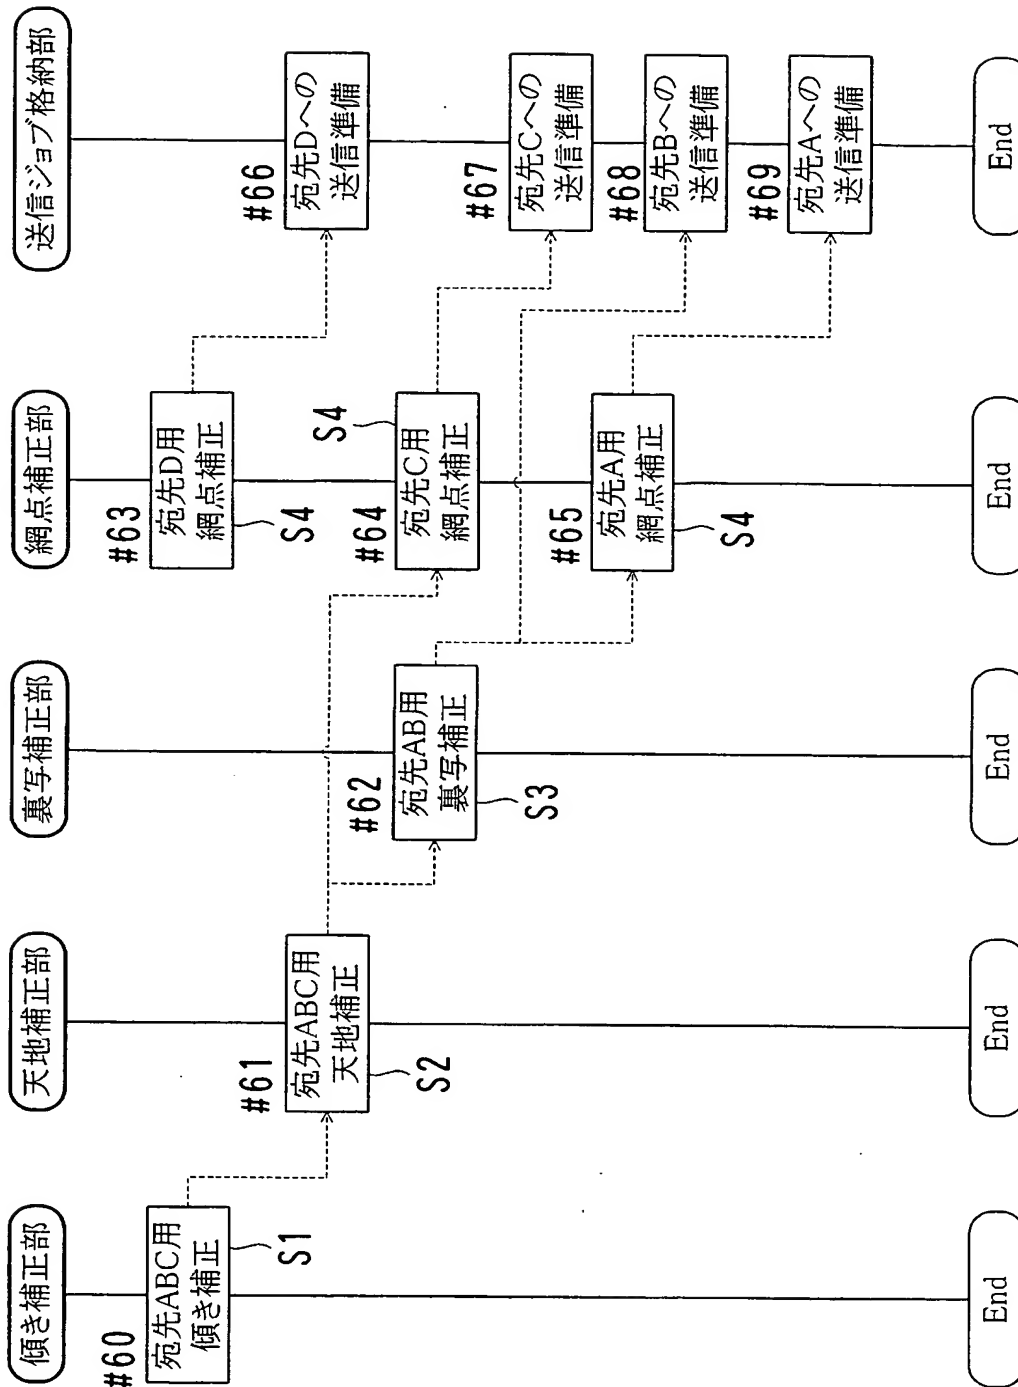 傾き補正部
#60
宛先ABC用
傾き補正
S1
End
天地補正部
#61
宛先ABC用
天地補正
S2
End
裏写補正部
#62
宛先AB用
裏写補正
S3
End
網点補正部
#63
宛先D用
網点補正
S4
#64
宛先C用
網点補正
S4
#65
宛先A用
網点補正
S4
End
送信ジョブ格納部
#66
宛先Dへの
送信準備
#67
宛先Cへの
送信準備
#68
宛先Bへの
送信準備
#69
宛先Aへの
送信準備
End